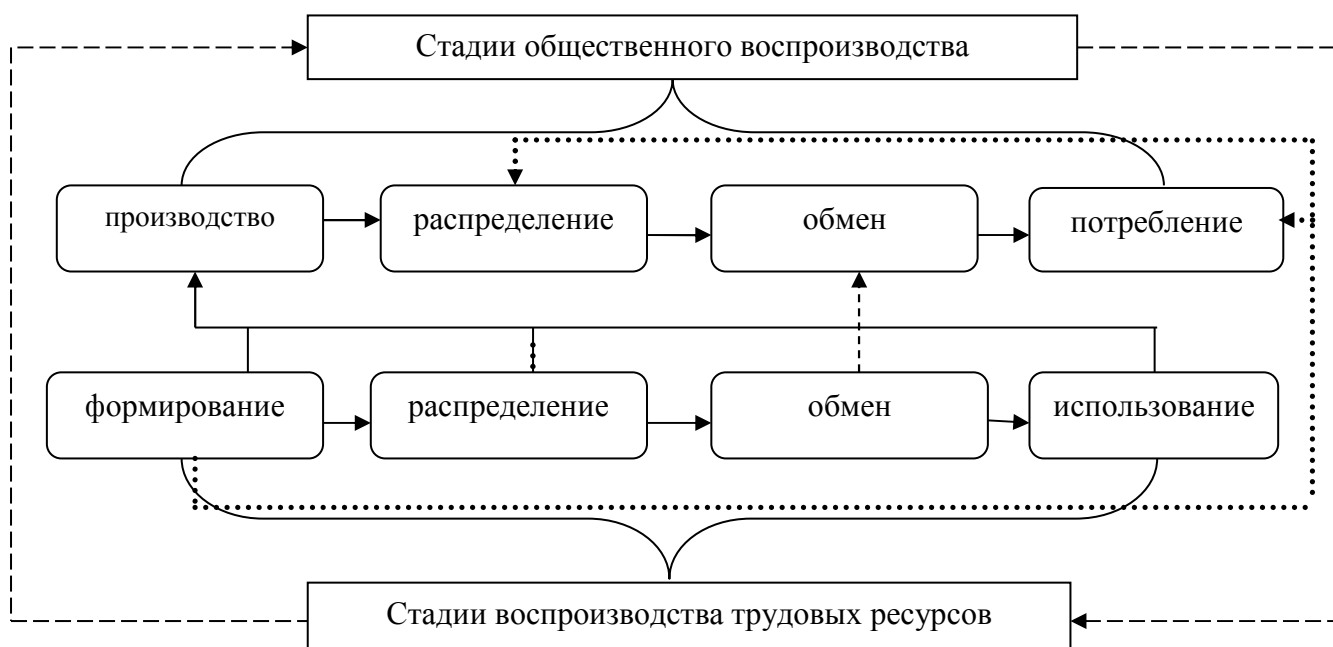 Стадии общественного воспроизводства
производство
распределение
обмен
потребление
формирование
распределение
обмен
использование
Стадии воспроизводства трудовых ресурсов